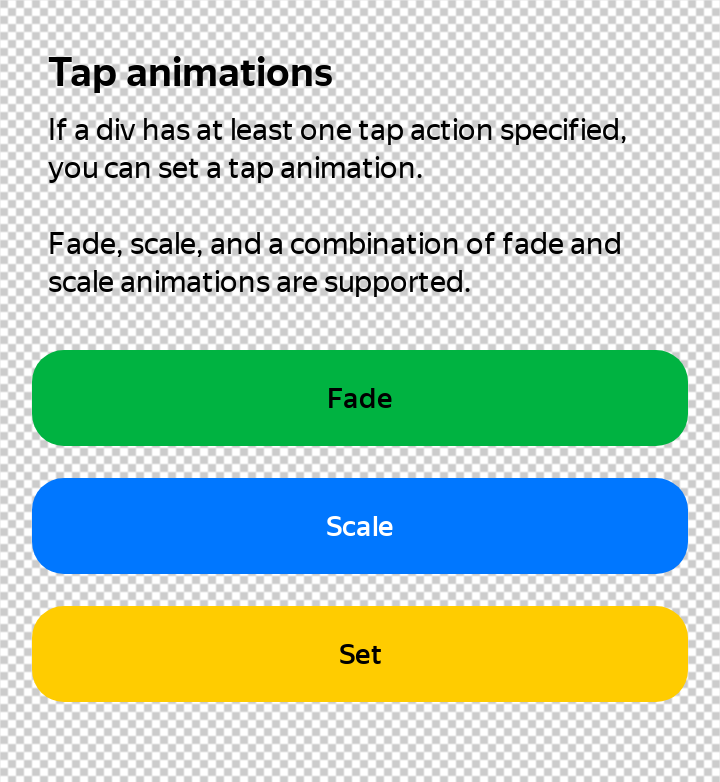 Tap animations
If a div has at least one tap action specified,
you can set a tap animation.
Fade, scale, and a combination of fade and
scale animations are supported.
Fade
Scale
Set